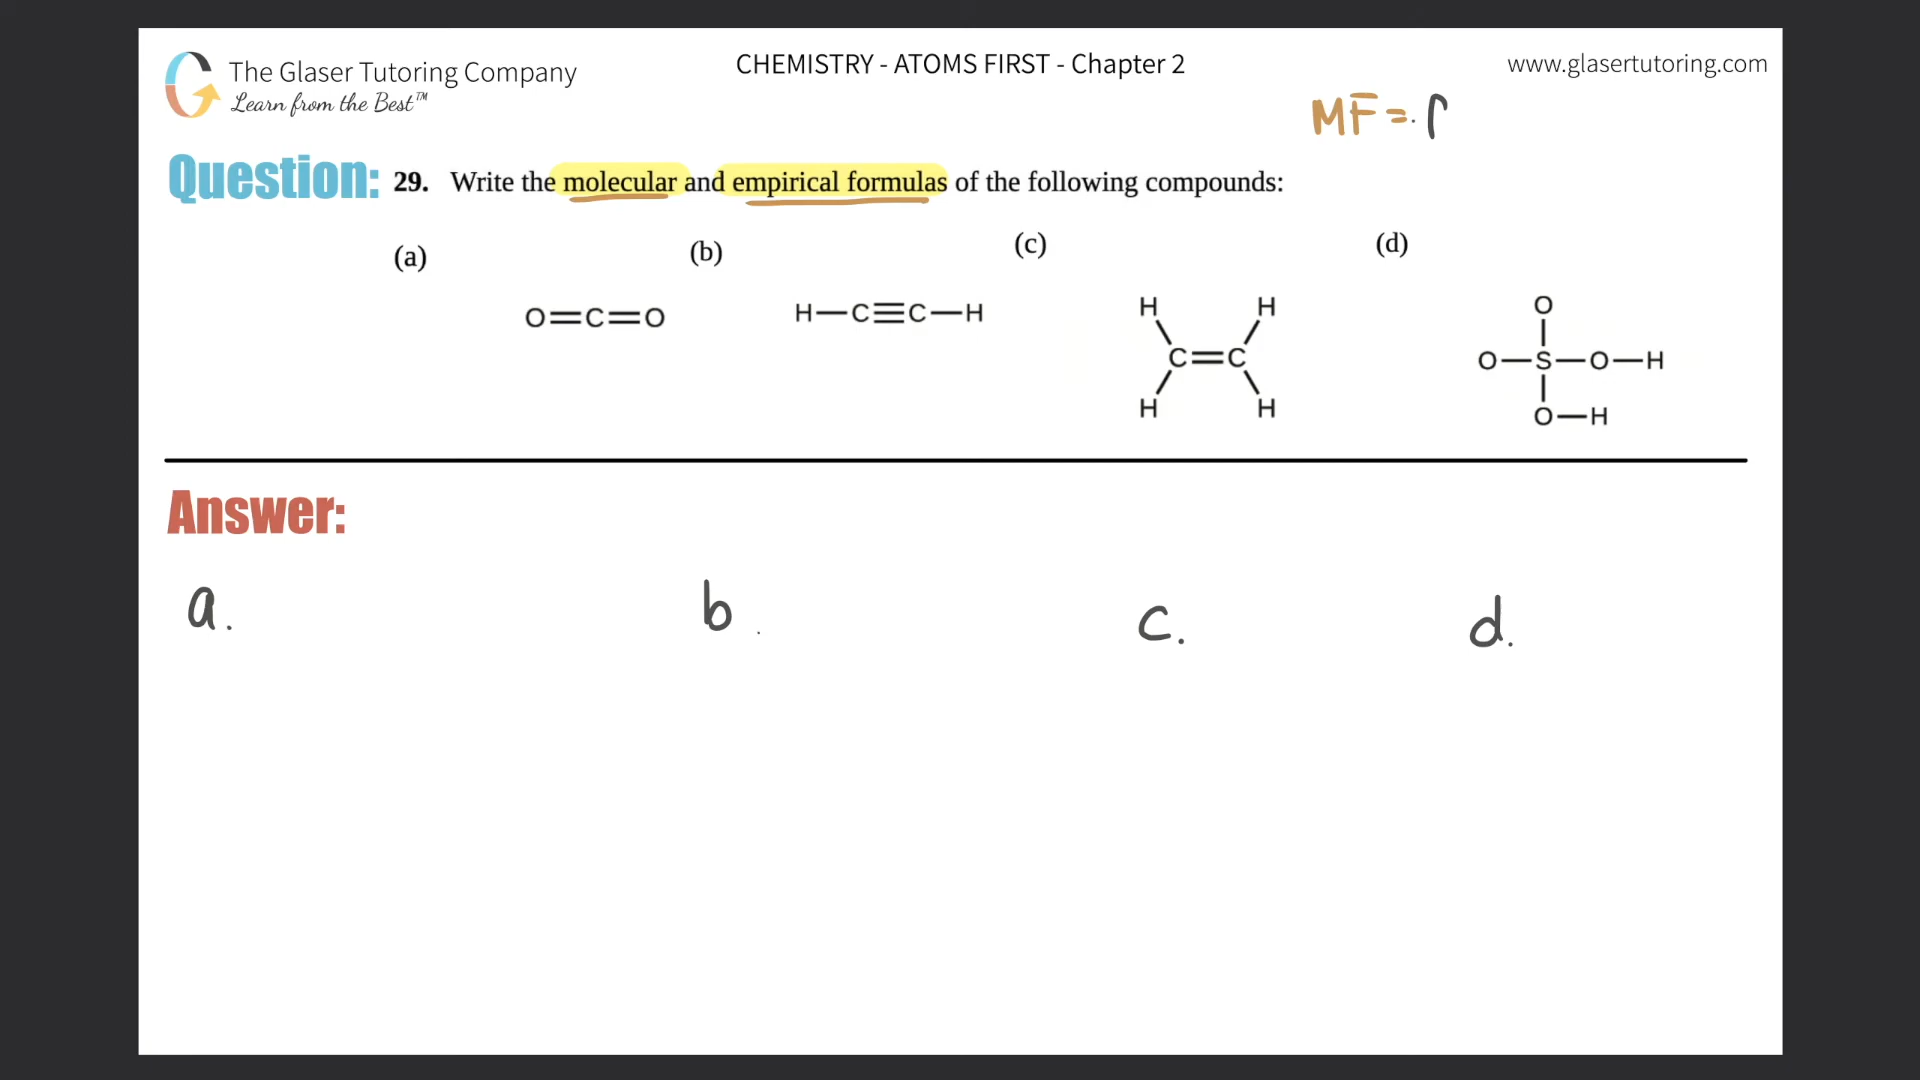 The Glaser Tutoring Company
Learn from the Best™
CHEMISTRY - ATOMS FIRST - Chapter 2
www.glasertutoring.com
MF =
Question: 29. Write the molecular and empirical formulas of the following compounds:
(a) (b) (c) (d)
O=C=O
H—C≡C—H
H H
C=C
H H
O
O—S—O—H
O—H
Answer:
a. b. c. d.